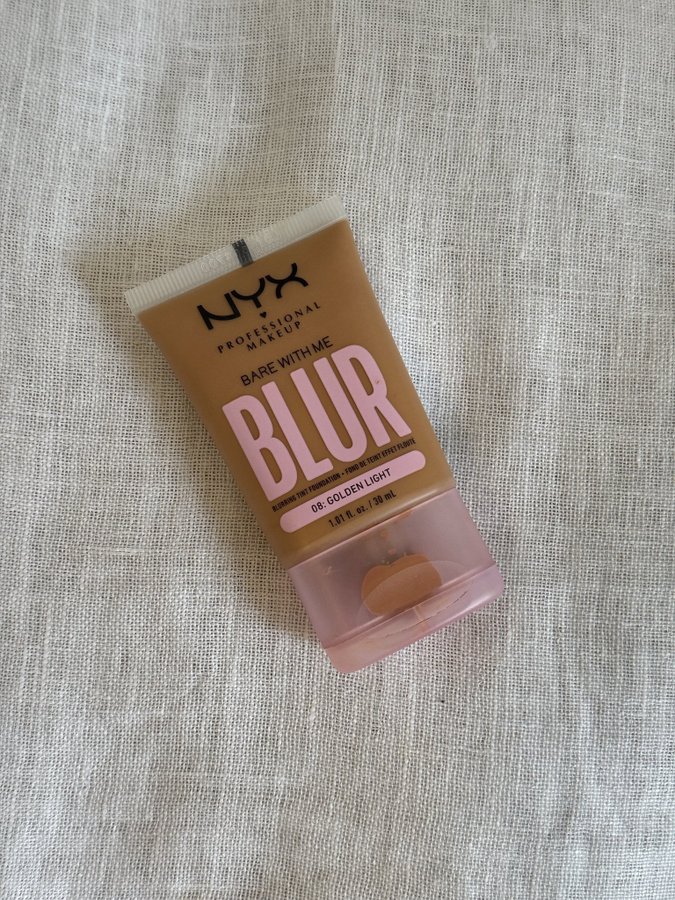 NYX
PROFESSIONAL
MAKEUP
BARE WITH ME
BLUR
BLURRING TINT FOUNDATION • FOND DE TEINT EFFET FLOUTÉ
08: GOLDEN LIGHT
1.01 fl. oz. / 30 mL